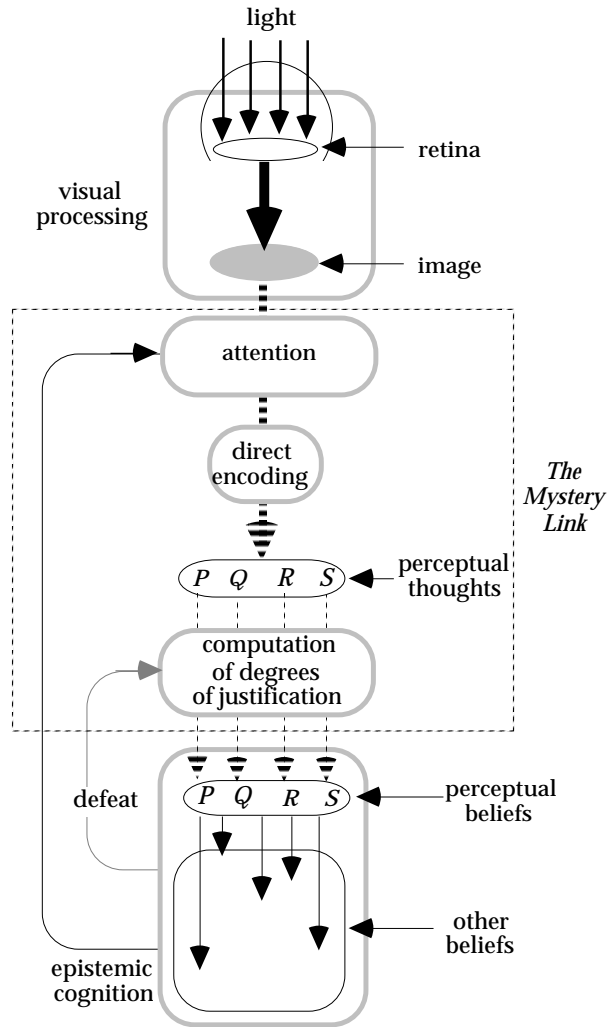 light
retina
visual
processing
image
attention
direct
encoding
The
Mystery
Link
P Q R S
perceptual
thoughts
computation
of degrees
of justification
defeat
P Q R S
perceptual
beliefs
other
beliefs
epistemic
cognition